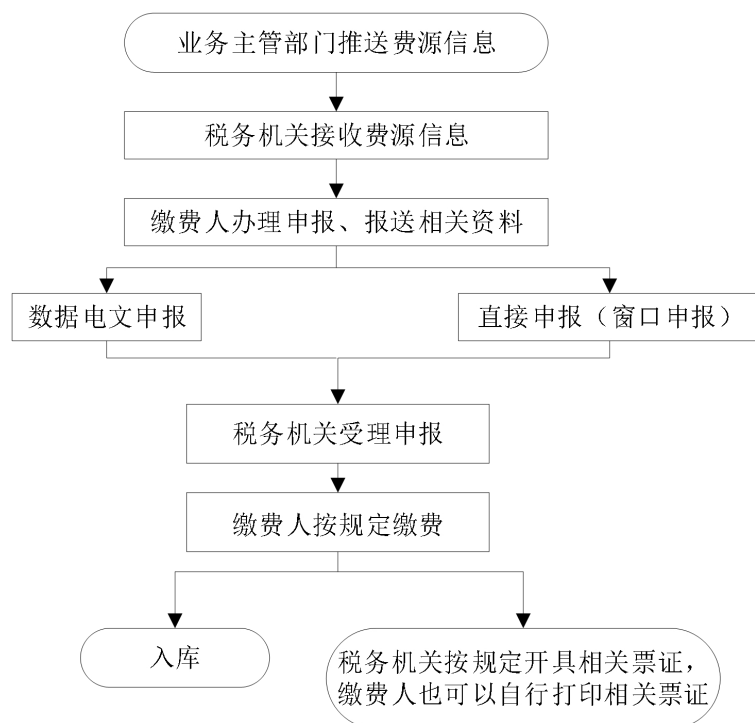 业务主管部门推送费源信息
税务机关接收费源信息
缴费人办理申报、报送相关资料
数据电文申报
直接申报（窗口申报）
税务机关受理申报
缴费人按规定缴费
入库
税务机关按规定开具相关票证，
缴费人也可以自行打印相关票证